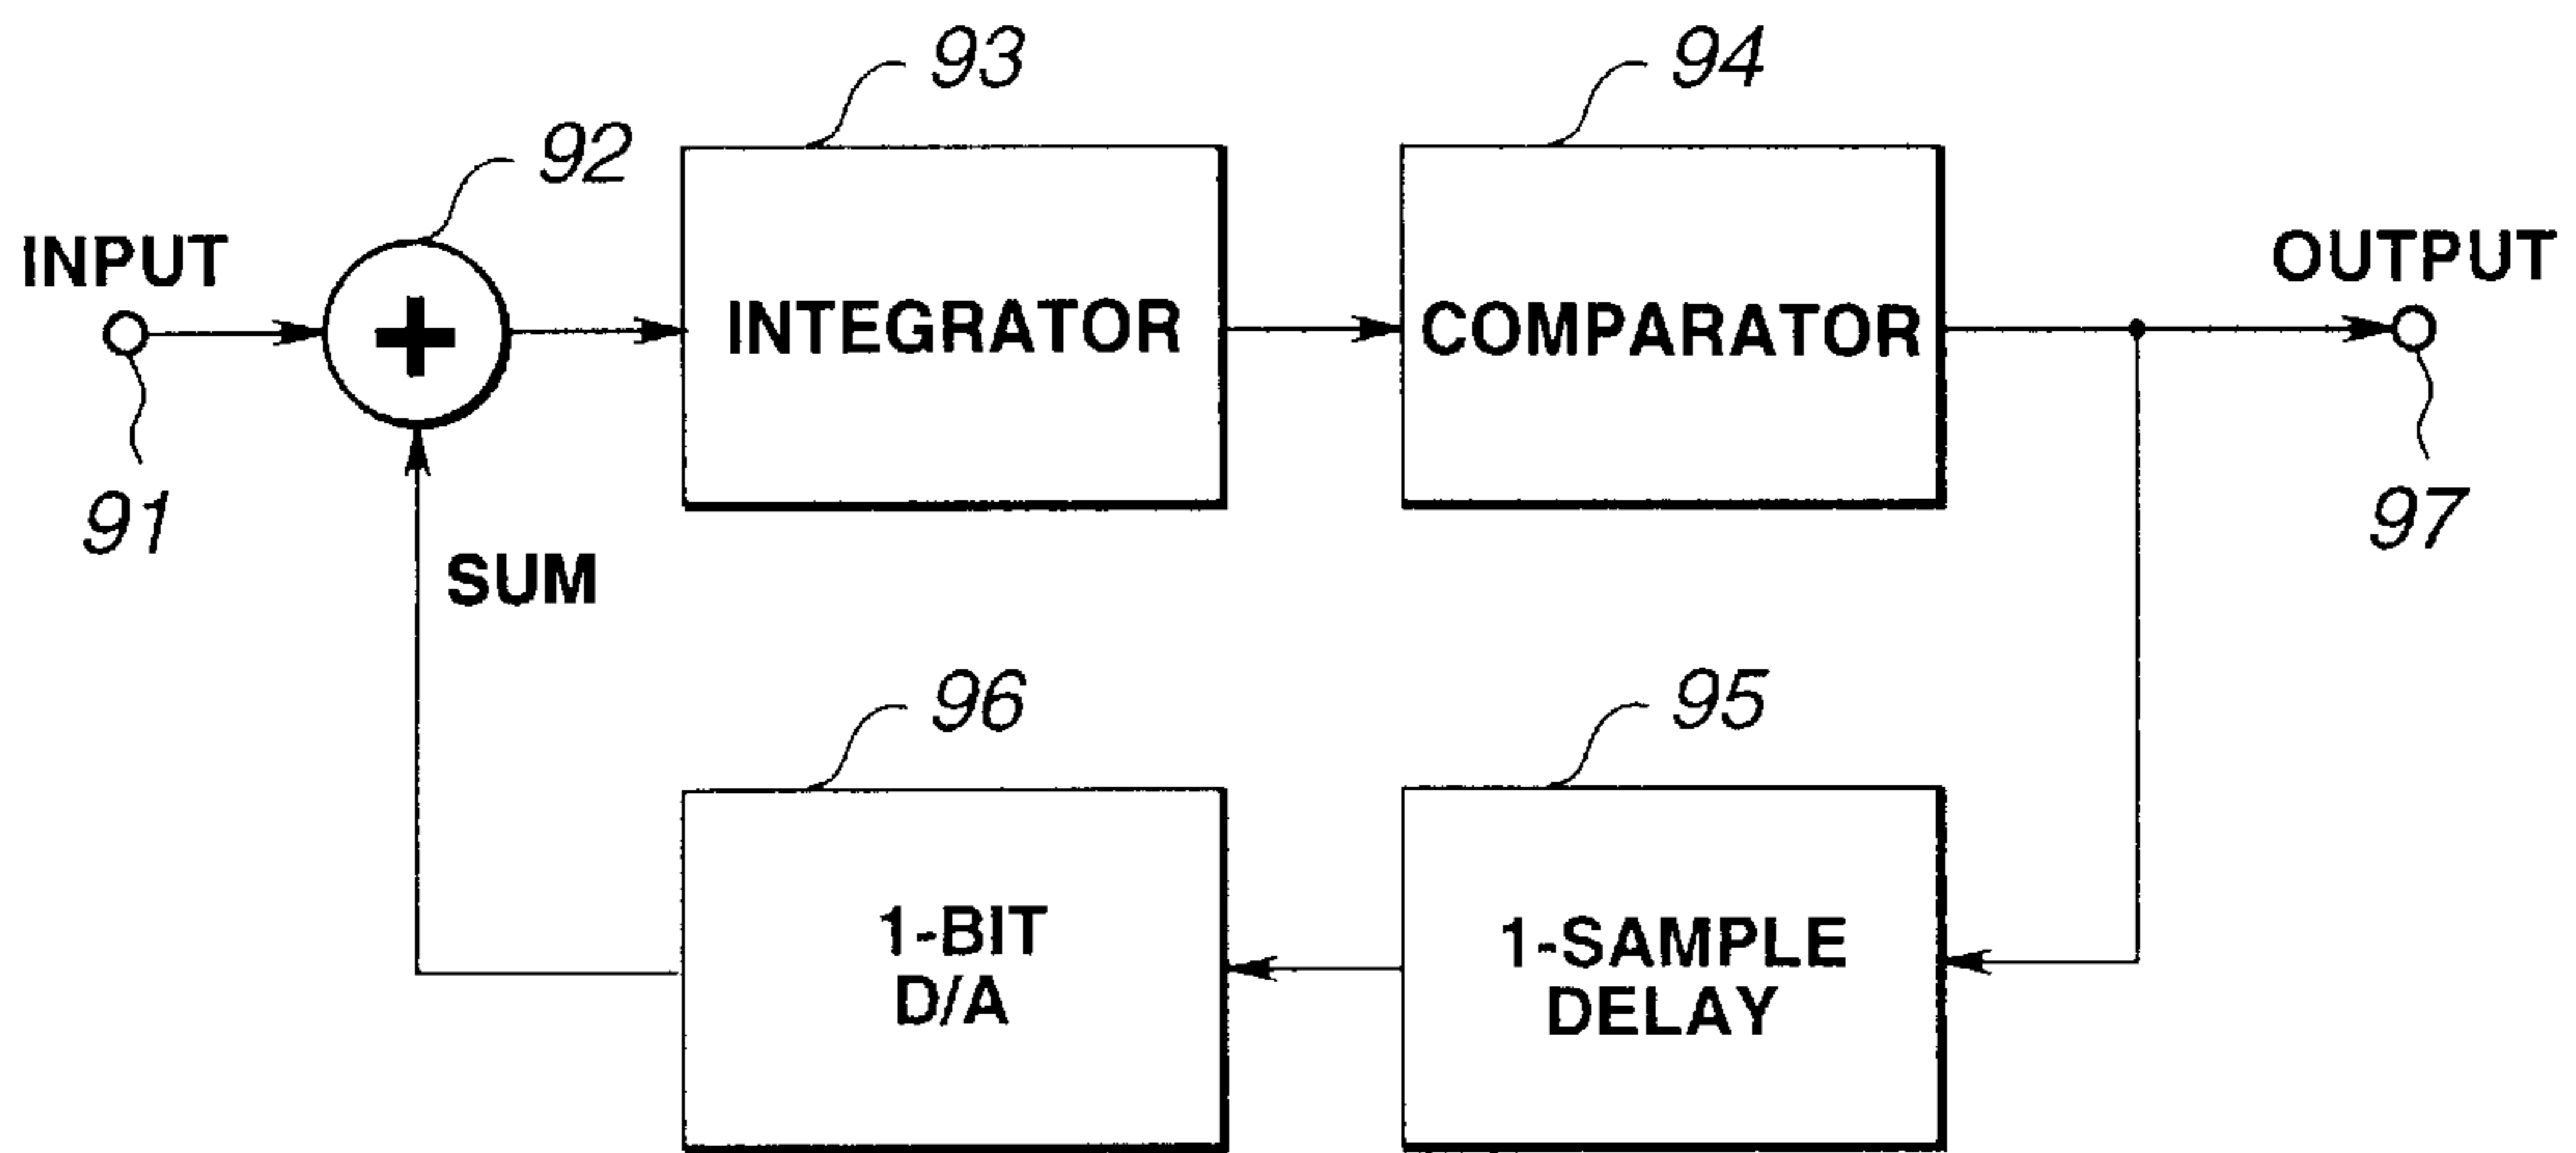 93
94
92
INPUT
OUTPUT
+
INTEGRATOR
COMPARATOR
91
97
SUM
96
95
1-BIT
D/A
1-SAMPLE
DELAY